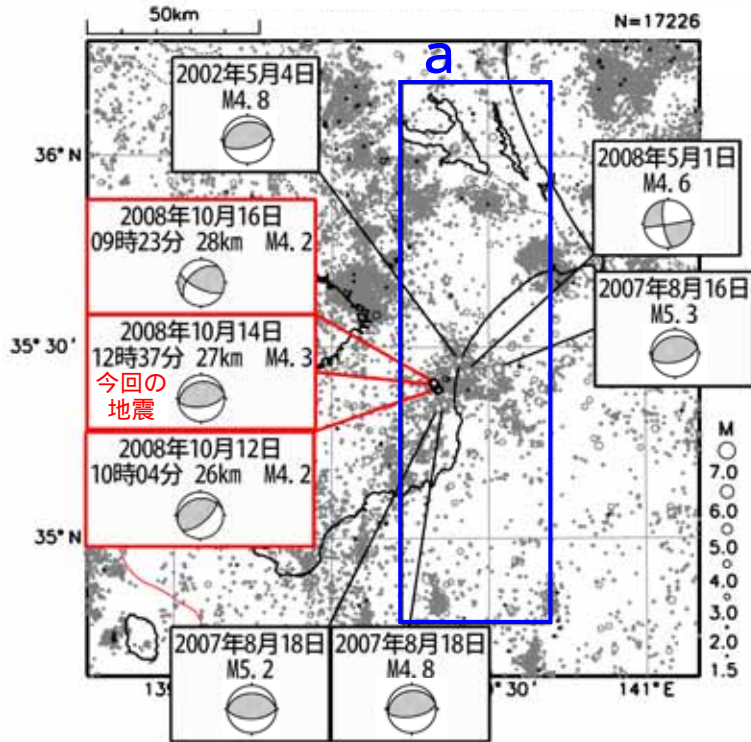 50km
N=17226
a
2002年5月4日
M4.8
36°N
2008年5月1日
M4.6
2008年10月16日
09時23分 28km M4.2
2007年8月16日
M5.3
35°30'
2008年10月14日
12時37分 27km M4.3
今回の
地震
2008年10月12日
10時04分 26km M4.2
M
7.0
6.0
5.0
4.0
3.0
2.0
1.5
35°N
2007年8月18日
M5.2
2007年8月18日
M4.8
30'
141°E